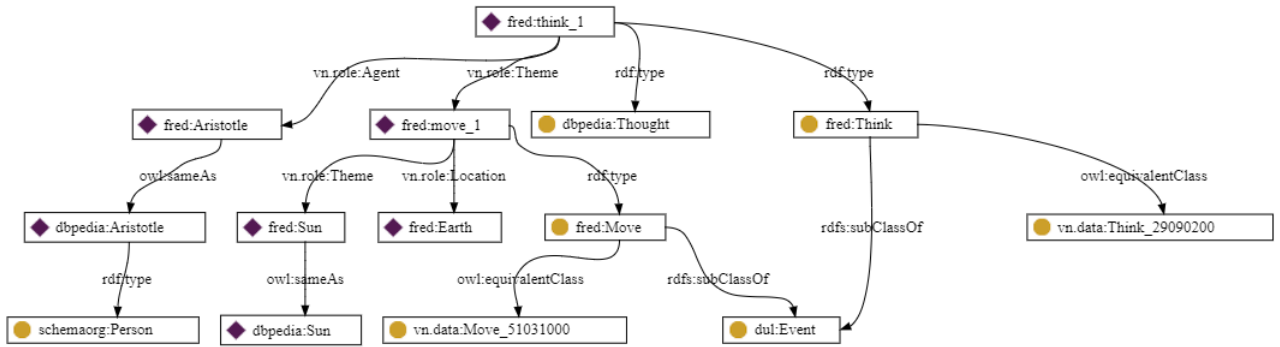 fred:think_1
vn.role:Agent
vn.role:Theme
rdf:type
rdf:type
fred:Aristotle
fred:move_1
dbpedia:Thought
fred:Think
owl:sameAs
vn.role:Theme
vn.role:Location
rdf:type
owl:equivalentClass
dbpedia:Aristotle
fred:Sun
fred:Earth
fred:Move
rdfs:subClassOf
vn.data:Think_29090200
rdf:type
owl:sameAs
owl:equivalentClass
rdfs:subClassOf
schemaorg:Person
dbpedia:Sun
vn.data:Move_51031000
dul:Event